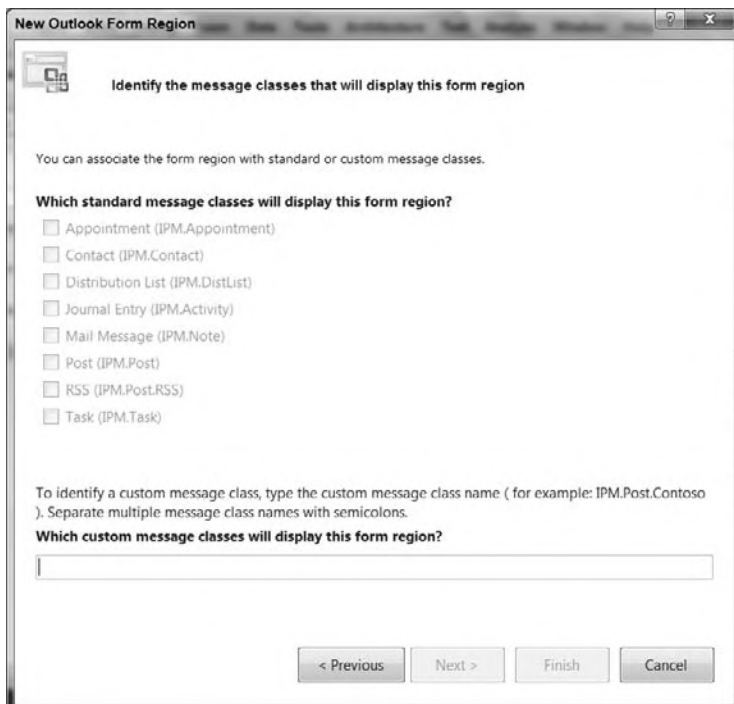 New Outlook Form Region
Identify the message classes that will display this form region
You can associate the form region with standard or custom message classes.
Which standard message classes will display this form region?
Appointment (IPM.Appointment)
Contact (IPM.Contact)
Distribution List (IPM.DistList)
Journal Entry (IPM.Activity)
Mail Message (IPM.Note)
Post (IPM.Post)
RSS (IPM.Post.RSS)
Task (IPM.Task)
To identify a custom message class, type the custom message class name ( for example: IPM.Post.Contoso
). Separate multiple message class names with semicolons.
Which custom message classes will display this form region?
< Previous Next > Finish Cancel